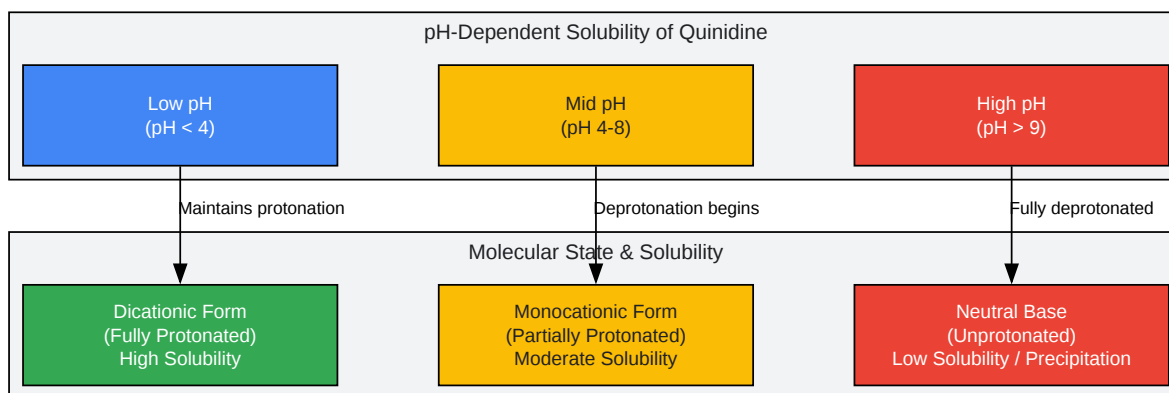 pH-Dependent Solubility of Quinidine
Low pH
(pH < 4)
Mid pH
(pH 4-8)
High pH
(pH > 9)
Maintains protonation
Deprotonation begins
Fully deprotonated
Molecular State & Solubility
Dicationic Form
(Fully Protonated)
High Solubility
Monocationic Form
(Partially Protonated)
Moderate Solubility
Neutral Base
(Unprotonated)
Low Solubility / Precipitation